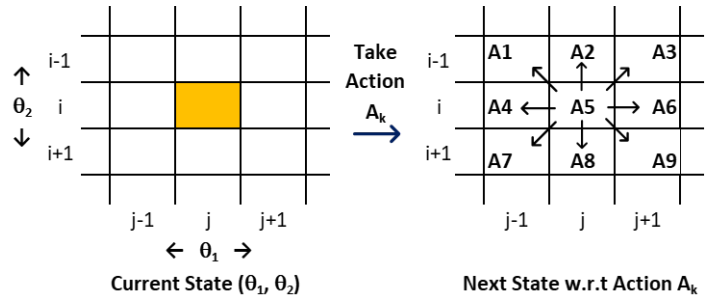 i-1
θ2
i
i+1
j-1 j j+1
θ1
Current State (θ1, θ2)
Take
Action
Ak
i-1 A1 A2 A3
i A4 A5 A6
i+1 A7 A8 A9
j-1 j j+1
Next State w.r.t Action Ak